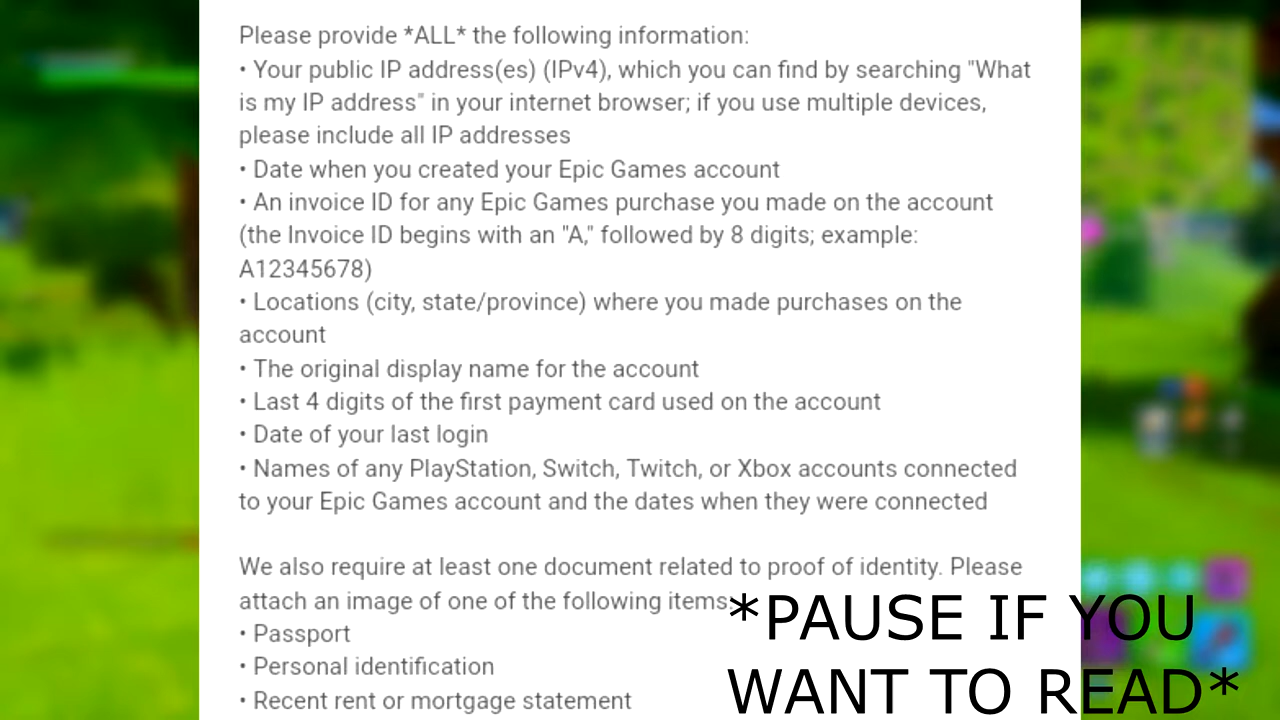 Please provide *ALL* the following information:
• Your public IP address(es) (IPv4), which you can find by searching "What
is my IP address" in your internet browser; if you use multiple devices,
please include all IP addresses
• Date when you created your Epic Games account
• An invoice ID for any Epic Games purchase you made on the account
(the Invoice ID begins with an "A," followed by 8 digits; example:
A12345678)
• Locations (city, state/province) where you made purchases on the
account
• The original display name for the account
• Last 4 digits of the first payment card used on the account
• Date of your last login
• Names of any PlayStation, Switch, Twitch, or Xbox accounts connected
to your Epic Games account and the dates when they were connected
We also require at least one document related to proof of identity. Please
attach an image of one of the following items:
• Passport
• Personal identification
• Recent rent or mortgage statement
*PAUSE IF YOU
WANT TO READ*